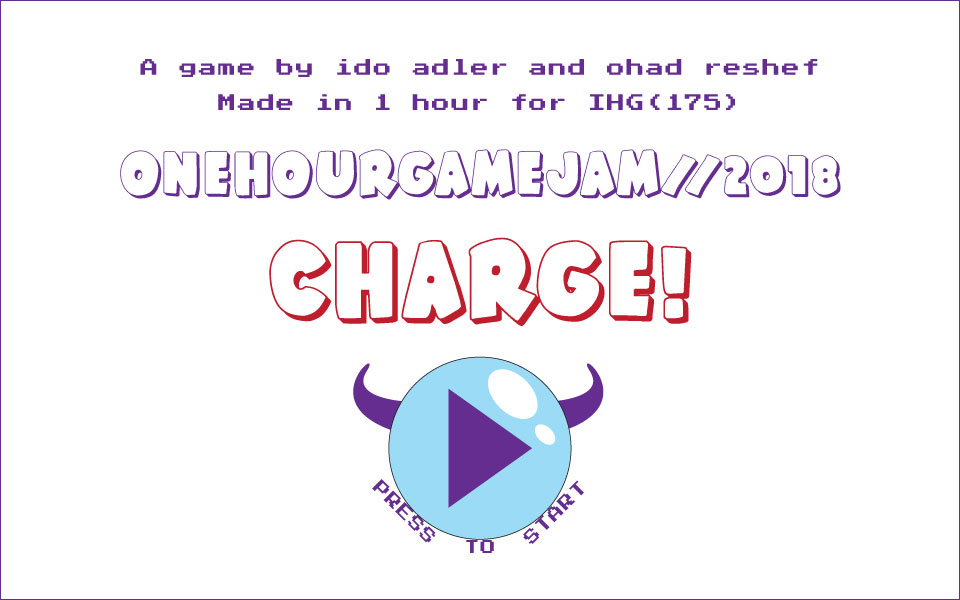 A game by ido adler and ohad reshef
Made in 1 hour for IHG(175)
ONEHOURGAMEJAM//2018
CHARGE!
PRESS TO START